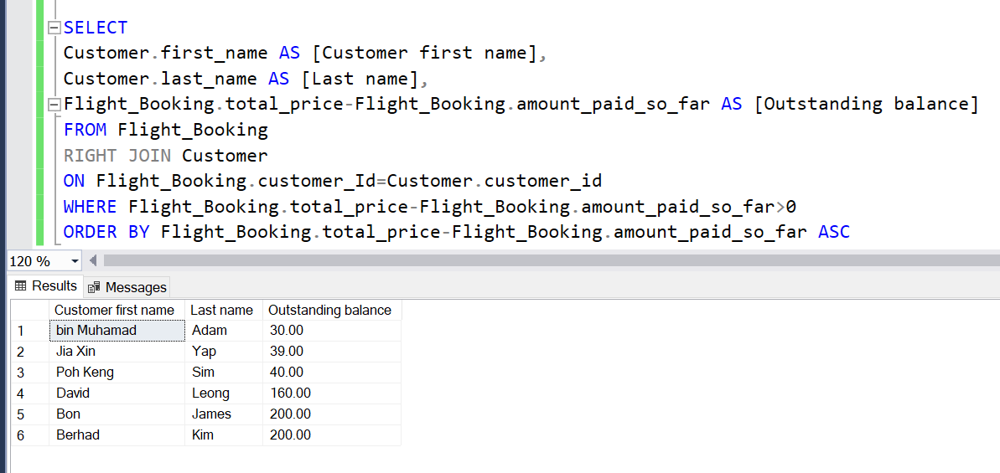 SELECT
Customer.first_name AS [Customer first name],
Customer.last_name AS [Last name],
Flight_Booking.total_price-Flight_Booking.amount_paid_so_far AS [Outstanding balance]
FROM Flight_Booking
RIGHT JOIN Customer
ON Flight_Booking.customer_Id=Customer.customer_id
WHERE Flight_Booking.total_price-Flight_Booking.amount_paid_so_far>0
ORDER BY Flight_Booking.total_price-Flight_Booking.amount_paid_so_far ASC
120 %
Results Messages
Customer first name Last name Outstanding balance
1 bin Muhamad Adam 30.00
2 Jia Xin Yap 39.00
3 Poh Keng Sim 40.00
4 David Leong 160.00
5 Bon James 200.00
6 Berhad Kim 200.00